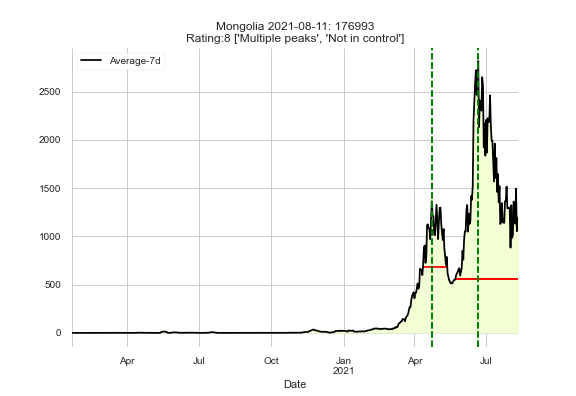 Mongolia 2021-08-11: 176993
Rating:8 ['Multiple peaks', 'Not in control']
Average-7d
2500
2000
1500
1000
500
0
Apr Jul Oct Jan Apr Jul
2021
Date